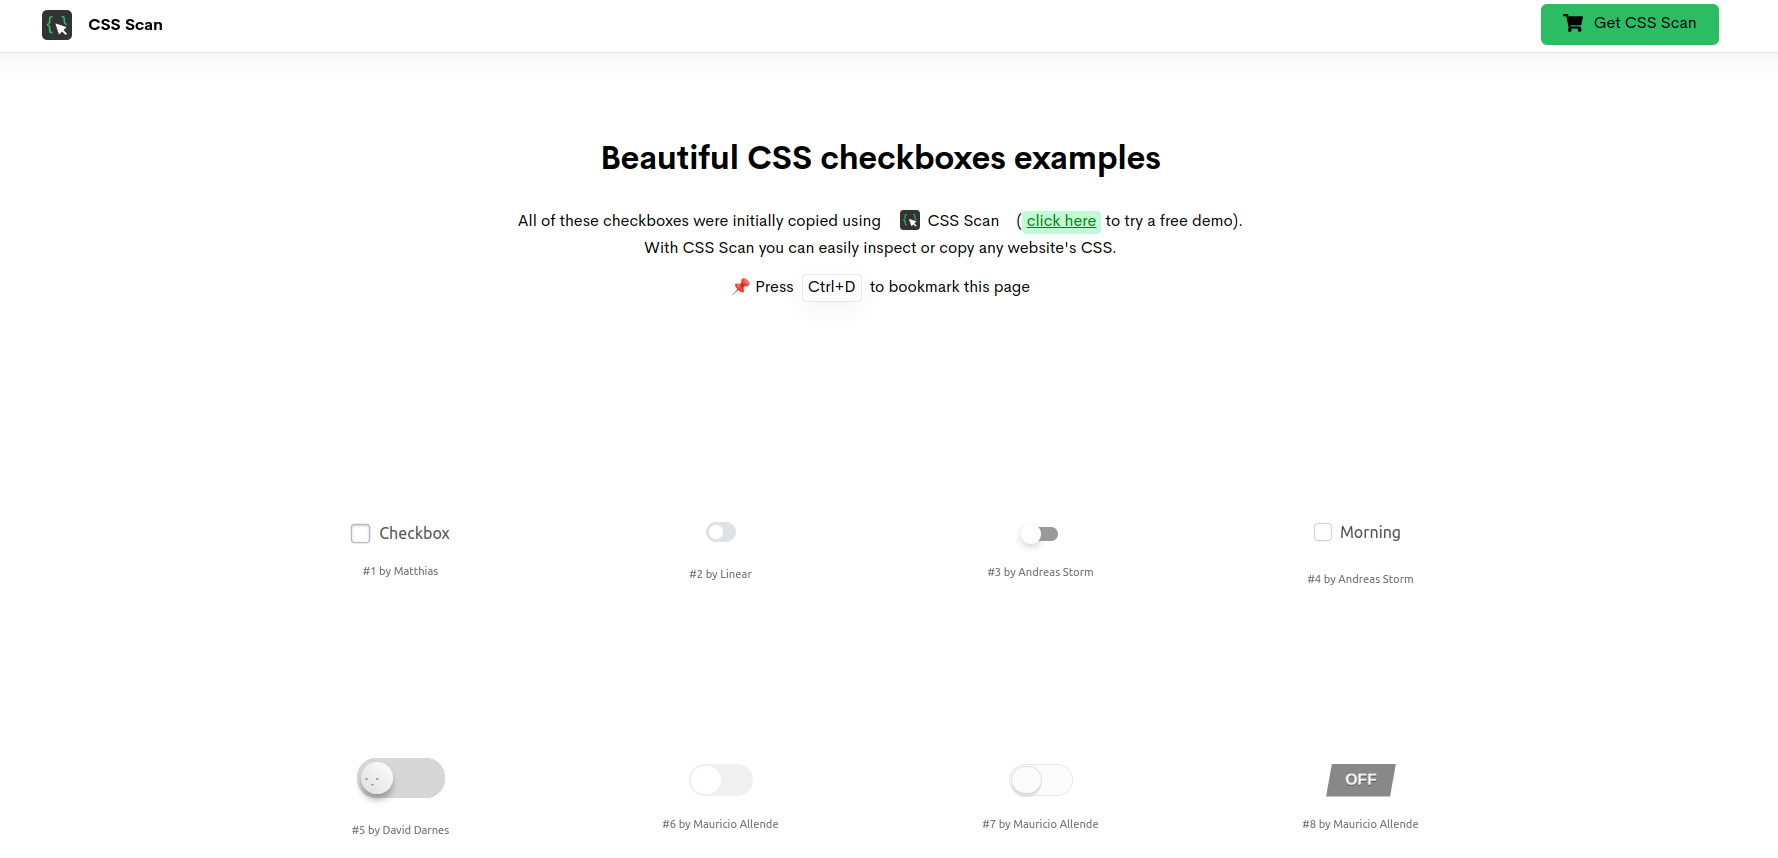 CSS Scan
Get CSS Scan
Beautiful CSS checkboxes examples
All of these checkboxes were initially copied using CSS Scan (click here to try a free demo).
With CSS Scan you can easily inspect or copy any website's CSS.
📌 Press Ctrl+D to bookmark this page
Checkbox
Morning
#1 by Matthias
#2 by Linear
#3 by Andreas Storm
#4 by Andreas Storm
OFF
#5 by David Darnes
#6 by Mauricio Allende
#7 by Mauricio Allende
#8 by Mauricio Allende